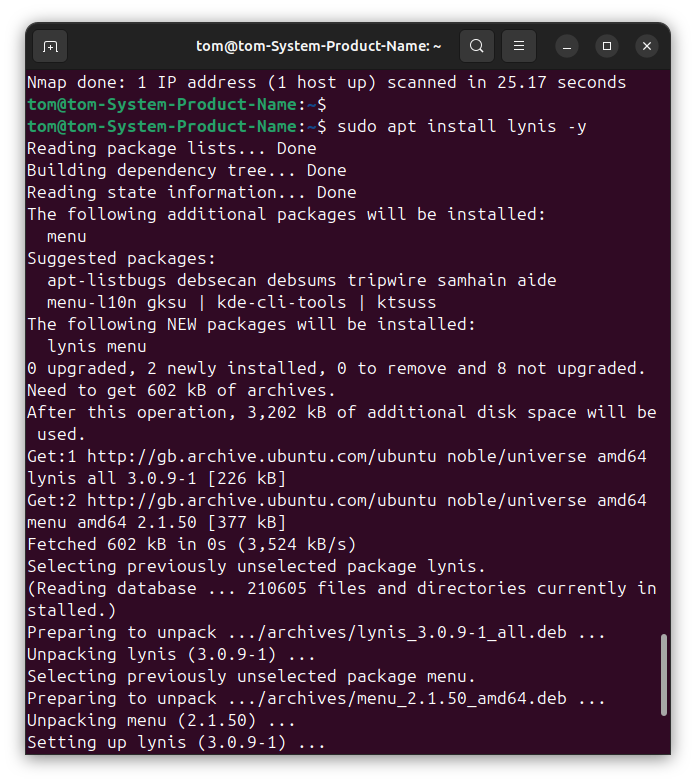 tom@tom-System-Product-Name: ~
Nmap done: 1 IP address (1 host up) scanned in 25.17 seconds
tom@tom-System-Product-Name:~$
tom@tom-System-Product-Name:~$ sudo apt install lynis -y
Reading package lists... Done
Building dependency tree... Done
Reading state information... Done
The following additional packages will be installed:
  menu
Suggested packages:
  apt-listbugs debsecan debsums tripwire samhain aide
  menu-l10n gksu | kde-cli-tools | ktsuss
The following NEW packages will be installed:
  lynis menu
0 upgraded, 2 newly installed, 0 to remove and 8 not upgraded.
Need to get 602 kB of archives.
After this operation, 3,202 kB of additional disk space will be
 used.
Get:1 http://gb.archive.ubuntu.com/ubuntu noble/universe amd64
lynis all 3.0.9-1 [226 kB]
Get:2 http://gb.archive.ubuntu.com/ubuntu noble/universe amd64
menu amd64 2.1.50 [377 kB]
Fetched 602 kB in 0s (3,524 kB/s)
Selecting previously unselected package lynis.
(Reading database ... 210605 files and directories currently in
stalled.)
Preparing to unpack .../archives/lynis_3.0.9-1_all.deb ...
Unpacking lynis (3.0.9-1) ...
Selecting previously unselected package menu.
Preparing to unpack .../archives/menu_2.1.50_amd64.deb ...
Unpacking menu (2.1.50) ...
Setting up lynis (3.0.9-1) ...